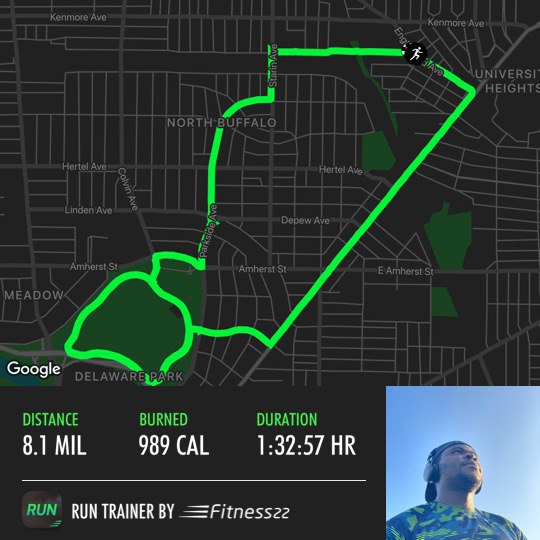 Kenmore Ave
Kenmore Ave
Starin Ave
UNIVERSITY
HEIGHTS
NORTH BUFFALO
Hertel Ave
Hertel Ave
Colvin Ave
Linden Ave
Parkside Ave
Depew Ave
Amherst St
Amherst St
E Amherst St
MEADOW
DELAWARE PARK
Google
DISTANCE BURNED DURATION
8.1 MIL 989 CAL 1:32:57 HR
RUN RUN TRAINER BY Fitness22